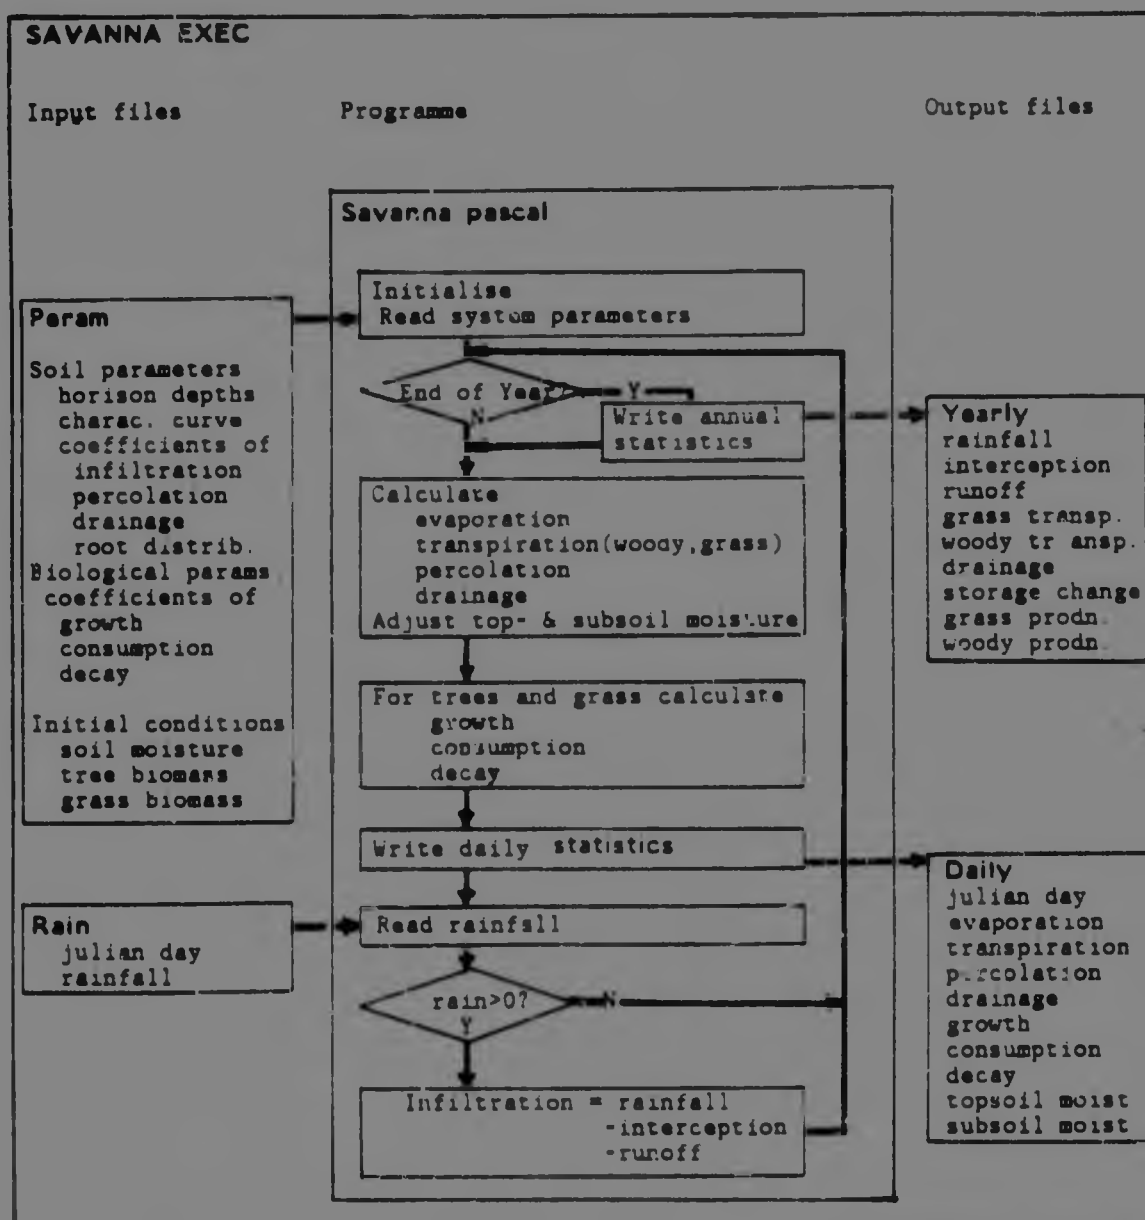 SAVANNA EXEC
Input files
Programme
Output files
Savanna pascal
Initialise
Read system parameters
Param
Soil parameters
horison depths
charac. curve
coefficients of
infiltration
percolation
drainage
root distrib.
Biological params
coefficients of
growth
consumption
decay
Initial conditions
soil moisture
tree biomass
grass biomass
End of Year?
Y
N
Write annual
statistics
Yearly
rainfall
interception
runoff
grass transp.
woody tr ansp.
drainage
storage change
grass prodn.
woody prodn.
Calculate
evaporation
transpiration(woody,grass)
percolation
drainage
Adjust top- & subsoil moisture
For trees and grass calculate
growth
consumption
decay
Write daily statistics
Daily
julian day
evaporation
transpiration
percolation
drainage
growth
consumption
decay
topsoil moist
subsoil moist
Rain
julian day
rainfall
Read rainfall
rain>0?
N
Y
Infiltration = rainfall
-interception
-runoff